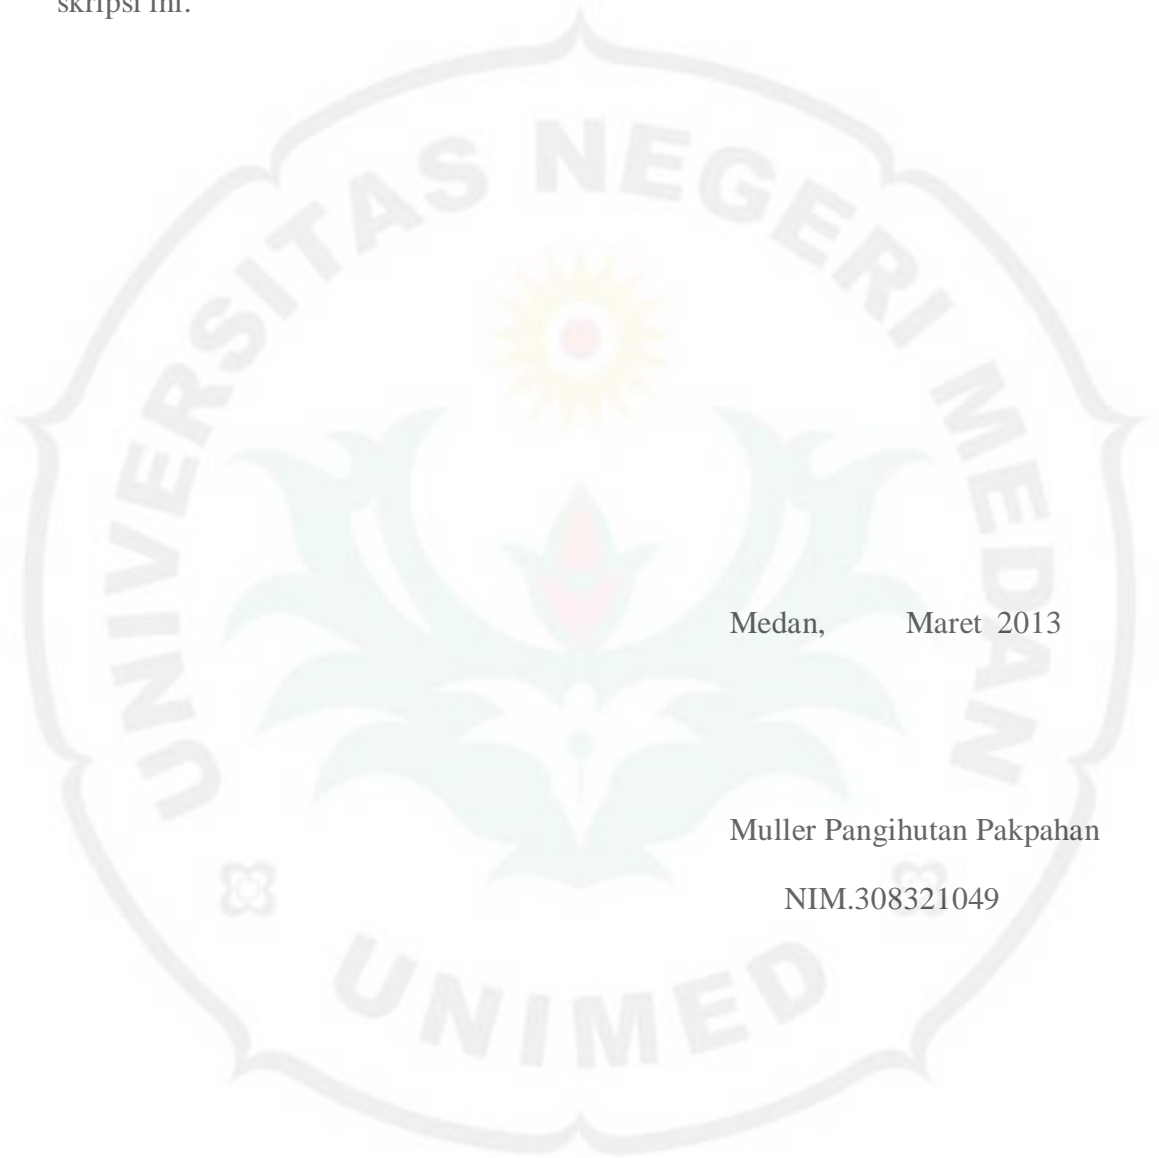 skripsi ini.
UNIVERSITAS NEGERI MEDAN
Medan, Maret 2013
Muller Pangihutan Pakpahan
NIM.308321049
UNIMED